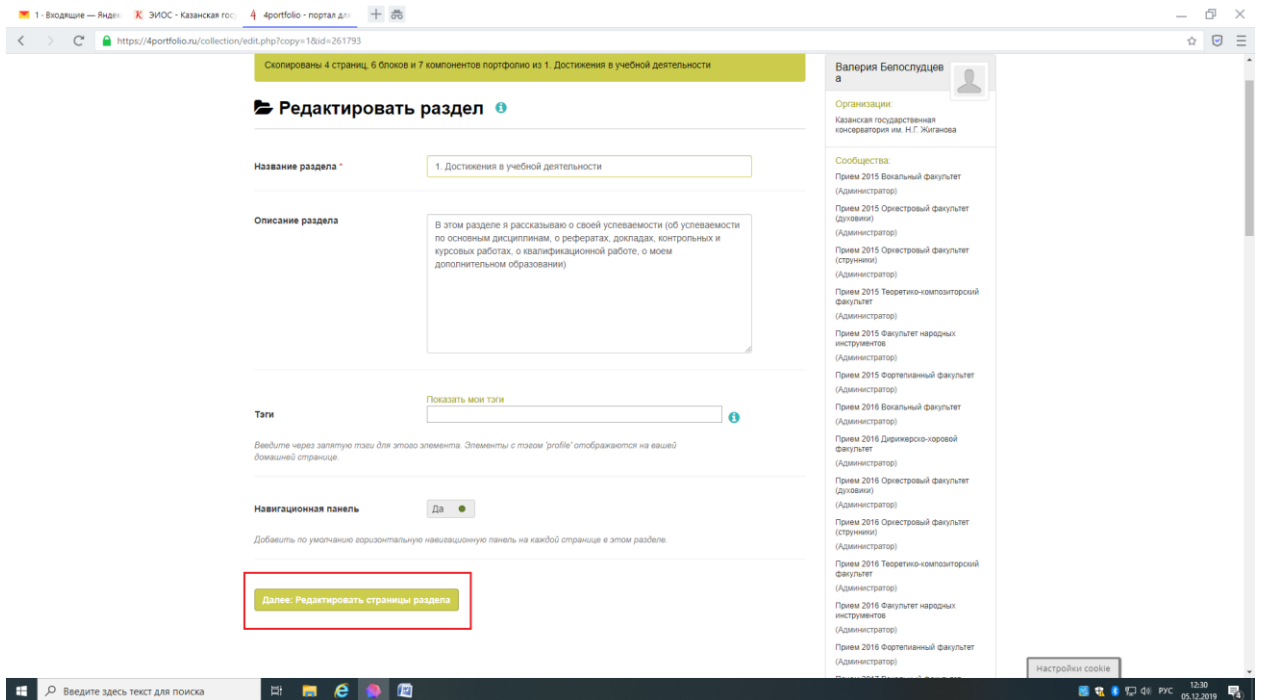 1 · Входящие — Яндек
ЭИОС - Казанская гос
4portfolio - портал для
https://4portfolio.ru/collection/edit.php?copy=1&id=261793
Скопированы 4 страниц, 6 блоков и 7 компонентов портфолио из 1. Достижения в учебной деятельности
Редактировать раздел
Название раздела *
1. Достижения в учебной деятельности
Описание раздела
В этом разделе я рассказываю о своей успеваемости (об успеваемости
по основным дисциплинам, о рефератах, докладах, контрольных и
курсовых работах, о квалификационной работе, о моем
дополнительном образовании)
Показать мои тэги
Тэги
Введите через запятую тэги для этого элемента. Элементы с тэгом 'profile' отображаются на вашей
домашней странице.
Навигационная панель
Да
Добавить по умолчанию горизонтальную навигационную панель на каждой странице в этом разделе.
Далее: Редактировать страницы раздела
Валерия Белослудцев
а
Организации:
Казанская государственная
консерватория им. Н.Г. Жиганова
Сообщества:
Прием 2015 Вокальный факультет
(Администратор)
Прием 2015 Оркестровый факультет
(духовики)
(Администратор)
Прием 2015 Оркестровый факультет
(струнники)
(Администратор)
Прием 2015 Теоретико-композиторский
факультет
(Администратор)
Прием 2015 Факультет народных
инструментов
(Администратор)
Прием 2015 Фортепианный факультет
(Администратор)
Прием 2016 Вокальный факультет
(Администратор)
Прием 2016 Дирижерско-хоровой
факультет
(Администратор)
Прием 2016 Оркестровый факультет
(духовики)
(Администратор)
Прием 2016 Оркестровый факультет
(струнники)
(Администратор)
Прием 2016 Теоретико-композиторский
факультет
(Администратор)
Прием 2016 Факультет народных
инструментов
(Администратор)
Прием 2016 Фортепианный факультет
(Администратор)
Настройки cookie
Введите здесь текст для поиска
РУС
12:30
05.12.2019